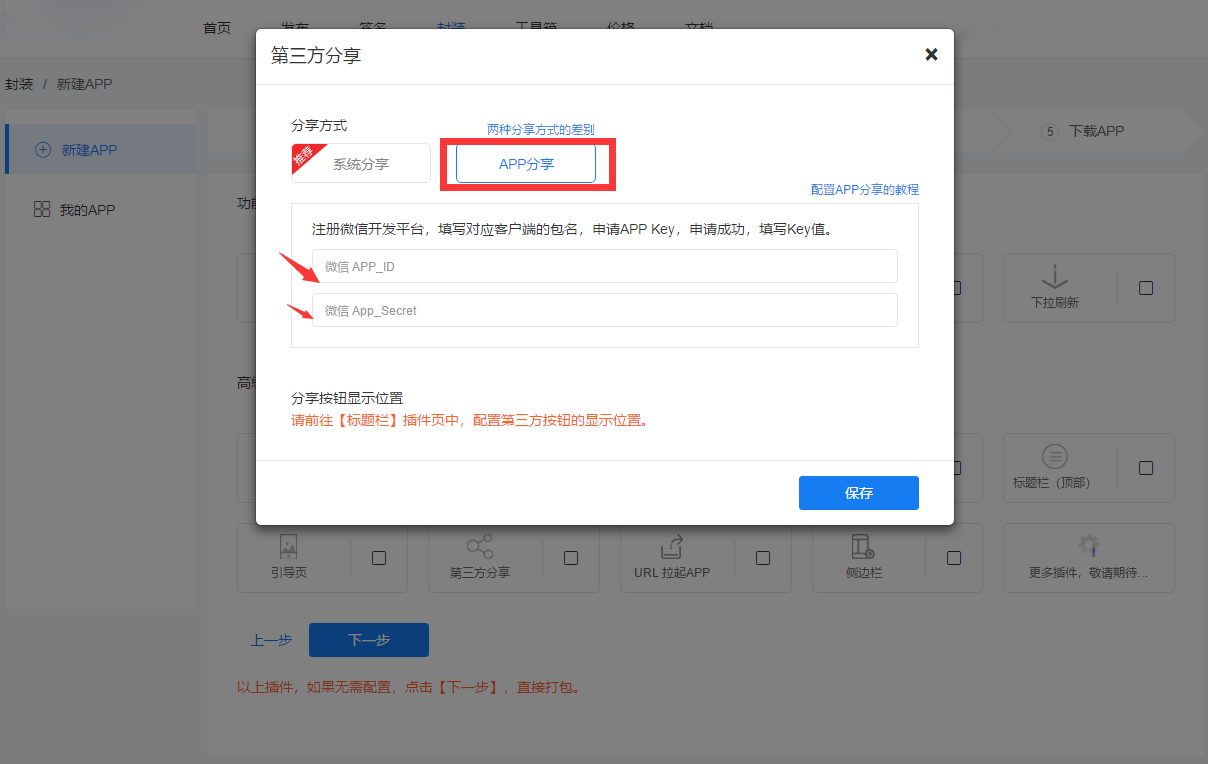 首页 发布 签名 封装 工具箱 价格 文档
第三方分享
封装 / 新建APP
新建APP
我的APP
5 下载APP
分享方式
两种分享方式的差别
推荐
系统分享
APP分享
配置APP分享的教程
注册微信开发平台，填写对应客户端的包名，申请APP Key，申请成功，填写Key值。
微信 APP_ID
微信 App_Secret
下拉刷新
分享按钮显示位置
请前往【标题栏】插件页中，配置第三方按钮的显示位置。
标题栏（顶部）
保存
引导页
第三方分享
URL 拉起APP
侧边栏
更多插件，敬请期待...
上一步
下一步
以上插件，如果无需配置，点击【下一步】，直接打包。